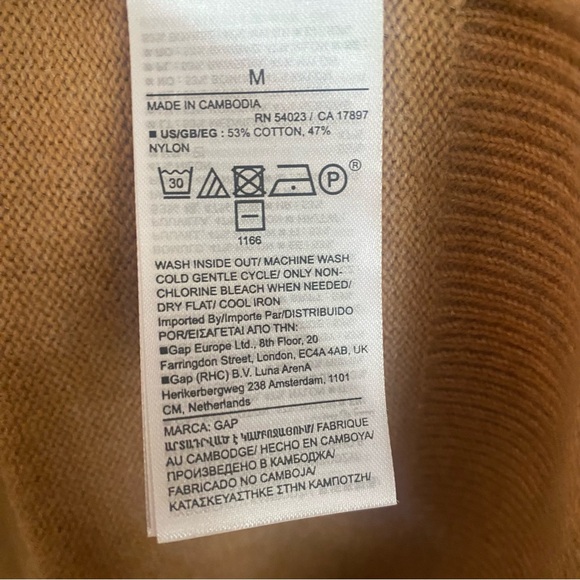 M
MADE IN CAMBODIA
RN 54023 / CA 17897
■ US/GB/EG : 53% COTTON, 47%
NYLON
30 P ®
1166
WASH INSIDE OUT/ MACHINE WASH
COLD GENTLE CYCLE/ ONLY NON-
CHLORINE BLEACH WHEN NEEDED/
DRY FLAT/ COOL IRON
Imported By/Importe Par/DISTRIBUIDO
POR/ΕΙΣΑΓΕΤΑΙ ΑΠΟ ΤΗΝ:
■Gap Europe Ltd., 8th Floor, 20
Farringdon Street, London, EC4A 4AB, UK
■Gap (RHC) B.V. Luna ArenA
Herikerbergweg 238 Amsterdam, 1101
CM, Netherlands
MARCA: GAP
ԱՐՏԱԴՐՎԱԾ Է ԿԱՄԲՈՋԱՅՈՒՄ/ FABRIQUE
AU CAMBODGE/ HECHO EN CAMBOYA/
ПРОИЗВЕДЕНО В КАМБОДЖА/
FABRICADO NO CAMBOJA/
ΚΑΤΑΣΚΕΥΑΣΤΗΚΕ ΣΤΗΝ ΚΑΜΠΟΤΖΗ/